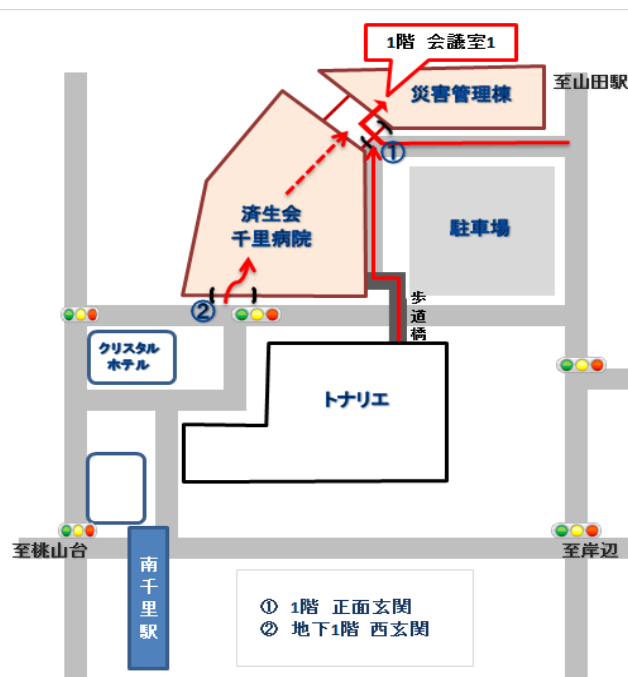 1階 会議室1
至山田駅
災害管理棟
①
済生会
千里病院
駐車場
②
歩道橋
クリスタル
ホテル
トナリエ
至桃山台
至岸辺
南千里駅
① 1階 正面玄関
② 地下1階 西玄関